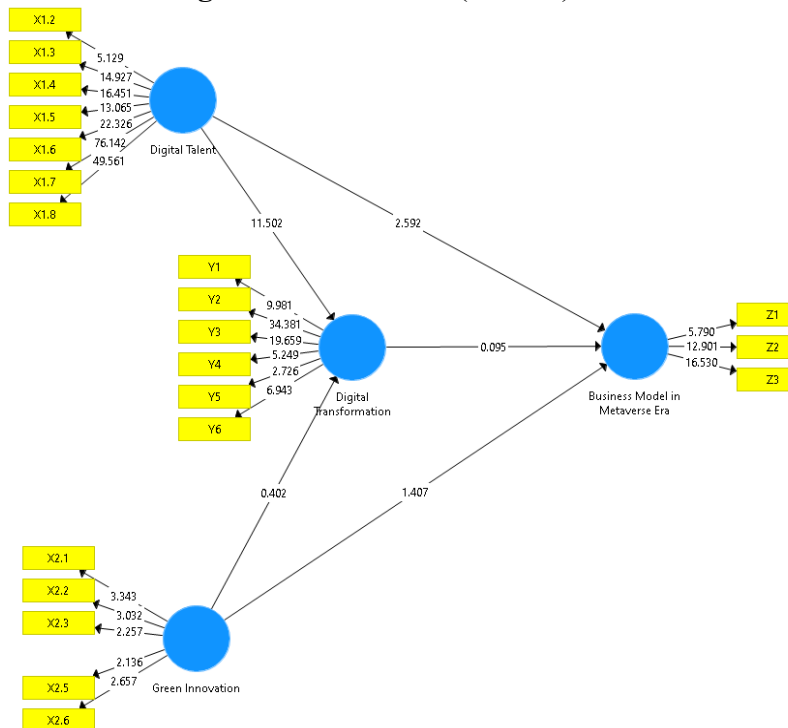 X1.2
X1.3
X1.4
X1.5
X1.6
X1.7
X1.8
5.129
14.927
16.451
13.065
22.326
76.142
49.561
Digital Talent
11.502
2.592
Y1
Y2
Y3
Y4
Y5
Y6
9.981
34.381
19.659
5.249
2.726
6.943
Digital
Transformation
0.095
Z1
Z2
Z3
5.790
12.901
16.530
Business Model in
Metaverse Era
0.402
1.407
X2.1
X2.2
X2.3
X2.5
X2.6
3.343
3.032
2.257
2.136
2.657
Green Innovation